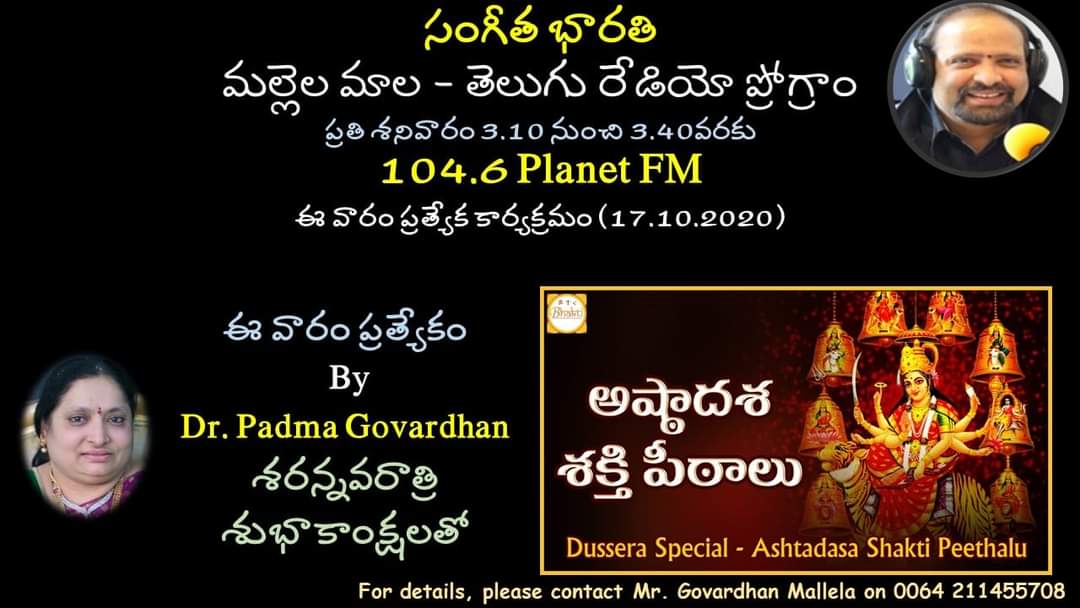 సంగీత భారతి
మల్లెల మాల - తెలుగు రేడియో ప్రోగ్రాం
ప్రతి శనివారం 3.10 నుంచి 3.40వరకు
104.6 Planet FM
ఈ వారం ప్రత్యేక కార్యక్రమం (17.10.2020)
ఈ వారం ప్రత్యేకం
By
Dr. Padma Govardhan
శరన్నవరాత్రి
శుభాకాంక్షలతో
Bhakti
అష్టాదశ
శక్తి పీఠాలు
Dussera Special - Ashtadasa Shakti Peethalu
For details, please contact Mr. Govardhan Mallela on 0064 211455708